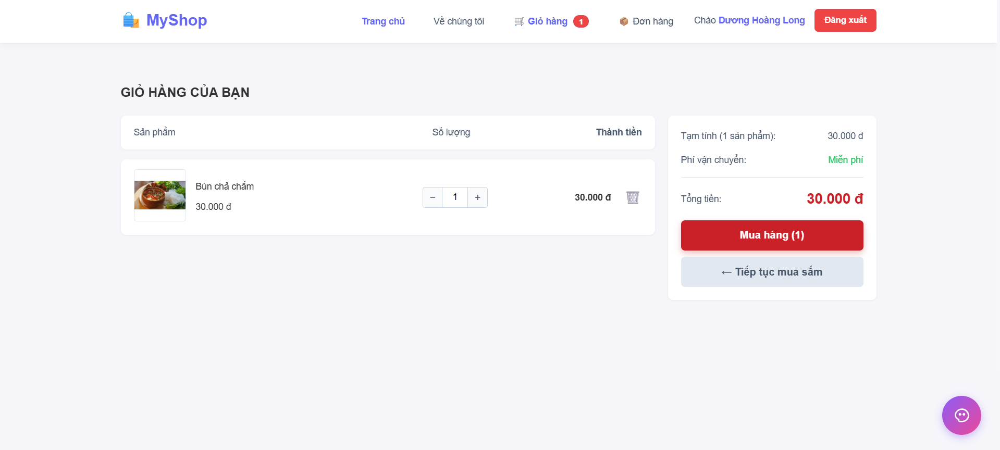 MyShop
Trang chủ
Về chúng tôi
Giỏ hàng 1
Đơn hàng
Chào Dương Hoàng Long
Đăng xuất
GIỎ HÀNG CỦA BẠN
Sản phẩm Số lượng Thành tiền
Bún chả chấm
30.000 đ
− 1 +
30.000 đ
Tạm tính (1 sản phẩm): 30.000 đ
Phí vận chuyển: Miễn phí
Tổng tiền: 30.000 đ
Mua hàng (1)
← Tiếp tục mua sắm